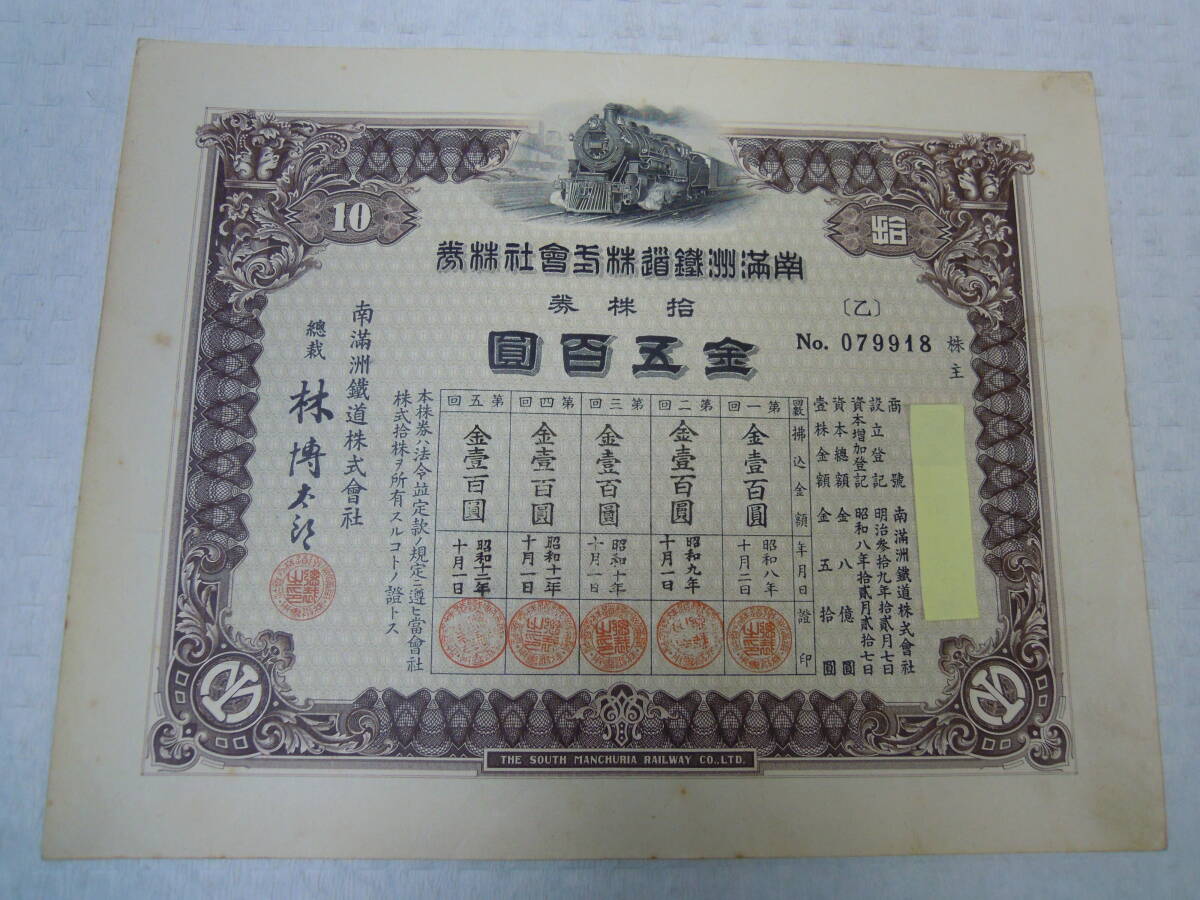 10
拾
南滿洲鐵道株式會社株券
拾株券
〔乙〕
金五百圓
No. 079918
株主
商號 南滿洲鐵道株式會社
設立登記 明治參拾九年拾貳月七日
資本增加登記 昭和八年拾貳月貳拾七日
資本總額 金八億圓
壹株金額 金五拾圓
回數 拂込金額 年月日 證印
第一回 金壹百圓 昭和八年十月二日
第二回 金壹百圓 昭和九年十月一日
第三回 金壹百圓 昭和十年十月一日
第四回 金壹百圓 昭和十一年十月一日
第五回 金壹百圓 昭和十二年十月一日
本株券ハ法令竝定款ノ規定ニ遵ヒ當會社
株式拾株ヲ所有スルコトノ證トス
南滿洲鐵道株式會社
總裁 林博太郎
THE SOUTH MANCHURIA RAILWAY CO., LTD.